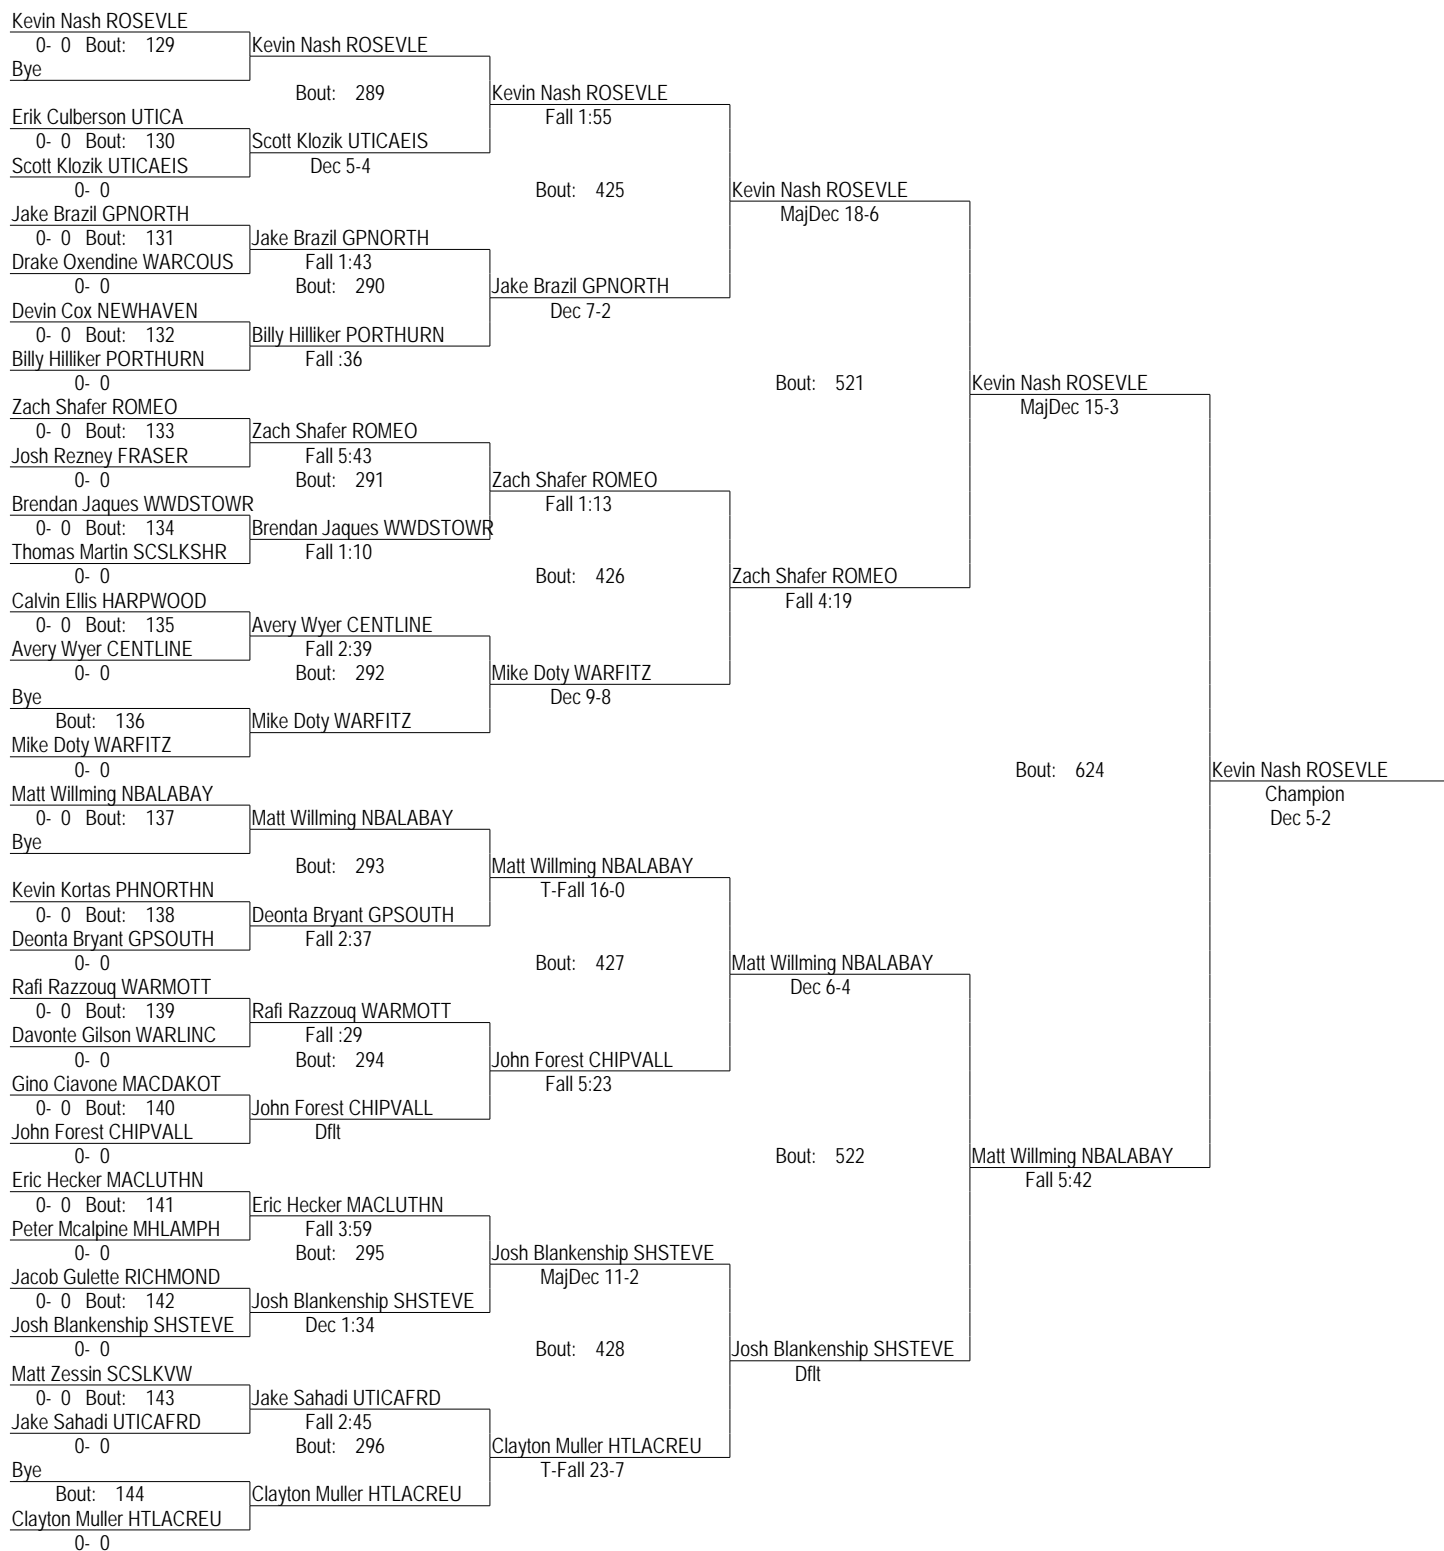 Kevin Nash ROSEVLE
0- 0 Bout: 129
Kevin Nash ROSEVLE
Bye
Bout: 289
Kevin Nash ROSEVLE
Erik Culberson UTICA
Fall 1:55
0- 0 Bout: 130
Scott Klozik UTICAEIS
Scott Klozik UTICAEIS
Dec 5-4
0- 0
Bout: 425
Kevin Nash ROSEVLE
Jake Brazil GPNORTH
MajDec 18-6
0- 0 Bout: 131
Jake Brazil GPNORTH
Drake Oxendine WARCOUS
Fall 1:43
0- 0
Bout: 290
Jake Brazil GPNORTH
Devin Cox NEWHAVEN
Dec 7-2
0- 0 Bout: 132
Billy Hilliker PORTHURN
Billy Hilliker PORTHURN
Fall :36
0- 0
Bout: 521
Kevin Nash ROSEVLE
Zach Shafer ROMEO
MajDec 15-3
0- 0 Bout: 133
Zach Shafer ROMEO
Josh Rezney FRASER
Fall 5:43
0- 0
Bout: 291
Zach Shafer ROMEO
Brendan Jaques WWDSTOWR
Fall 1:13
0- 0 Bout: 134
Brendan Jaques WWDSTOWR
Thomas Martin SCSLKSHR
Fall 1:10
0- 0
Bout: 426
Zach Shafer ROMEO
Calvin Ellis HARPWOOD
Fall 4:19
0- 0 Bout: 135
Avery Wyer CENTLINE
Avery Wyer CENTLINE
Fall 2:39
0- 0
Bout: 292
Mike Doty WARFITZ
Bye
Dec 9-8
Bout: 136
Mike Doty WARFITZ
Mike Doty WARFITZ
0- 0
Bout: 624
Kevin Nash ROSEVLE
Matt Willming NBALABAY
Champion
0- 0 Bout: 137
Matt Willming NBALABAY
Dec 5-2
Bye
Bout: 293
Matt Willming NBALABAY
Kevin Kortas PHNORTHN
T-Fall 16-0
0- 0 Bout: 138
Deonta Bryant GPSOUTH
Deonta Bryant GPSOUTH
Fall 2:37
0- 0
Bout: 427
Matt Willming NBALABAY
Rafi Razzouq WARMOTT
Dec 6-4
0- 0 Bout: 139
Rafi Razzouq WARMOTT
Davonte Gilson WARLINC
Fall :29
0- 0
Bout: 294
John Forest CHIPVALL
Gino Ciavone MACDAKOT
Fall 5:23
0- 0 Bout: 140
John Forest CHIPVALL
John Forest CHIPVALL
Dflt
0- 0
Bout: 522
Matt Willming NBALABAY
Eric Hecker MACLUTHN
Fall 5:42
0- 0 Bout: 141
Eric Hecker MACLUTHN
Peter Mcalpine MHLAMPH
Fall 3:59
0- 0
Bout: 295
Josh Blankenship SHSTEVE
Jacob Gulette RICHMOND
MajDec 11-2
0- 0 Bout: 142
Josh Blankenship SHSTEVE
Josh Blankenship SHSTEVE
Dec 1:34
0- 0
Bout: 428
Josh Blankenship SHSTEVE
Matt Zessin SCSLKVW
Dflt
0- 0 Bout: 143
Jake Sahadi UTICAFRD
Jake Sahadi UTICAFRD
Fall 2:45
0- 0
Bout: 296
Clayton Muller HTLACREU
Bye
T-Fall 23-7
Bout: 144
Clayton Muller HTLACREU
Clayton Muller HTLACREU
0- 0